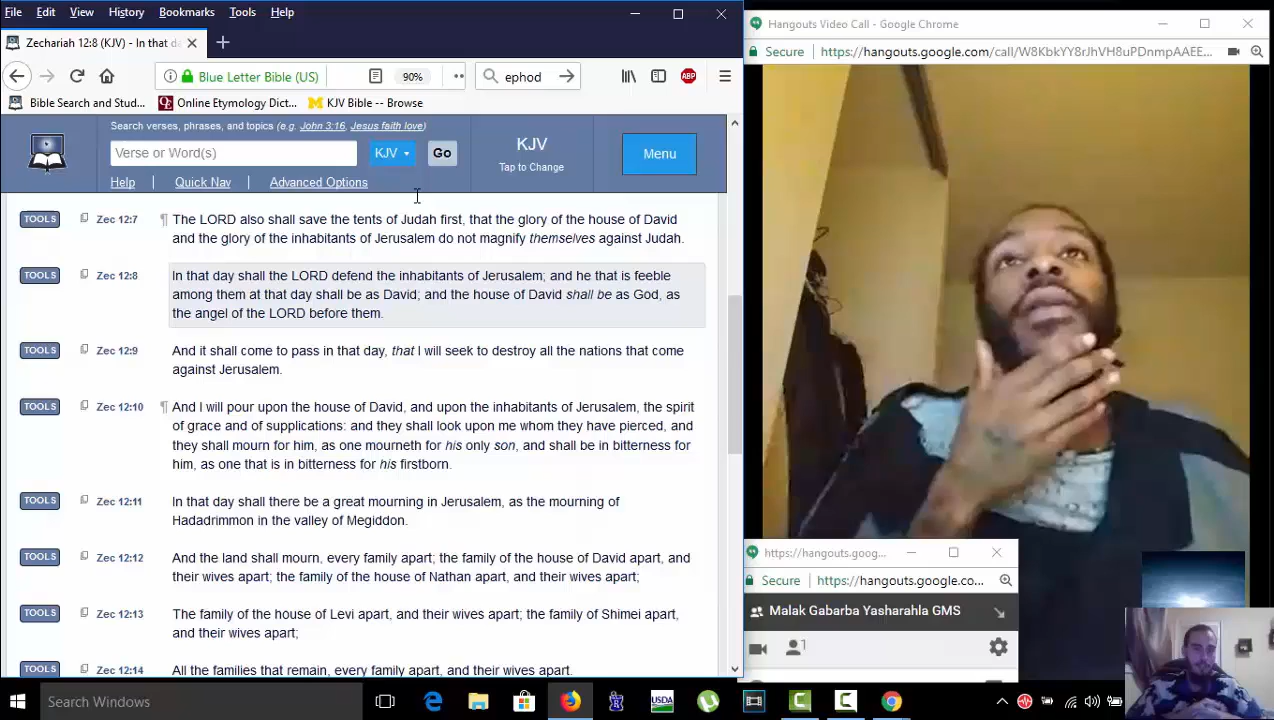 File Edit View History Bookmarks Tools Help
Zechariah 12:8 (KJV) - In that da
Blue Letter Bible (US) 90% ephod ABP
Bible Search and Stud... Online Etymology Dict... KJV Bible -- Browse
Search verses, phrases, and topics (e.g. John 3:16, Jesus faith love)
Verse or Word(s) KJV Go
KJV
Tap to Change
Menu
Help | Quick Nav | Advanced Options
TOOLS Zec 12:7 ¶ The LORD also shall save the tents of Judah first, that the glory of the house of David
and the glory of the inhabitants of Jerusalem do not magnify themselves against Judah.
TOOLS Zec 12:8 In that day shall the LORD defend the inhabitants of Jerusalem; and he that is feeble
among them at that day shall be as David; and the house of David shall be as God, as
the angel of the LORD before them.
TOOLS Zec 12:9 And it shall come to pass in that day, that I will seek to destroy all the nations that come
against Jerusalem.
TOOLS Zec 12:10 ¶ And I will pour upon the house of David, and upon the inhabitants of Jerusalem, the spirit
of grace and of supplications: and they shall look upon me whom they have pierced, and
they shall mourn for him, as one mourneth for his only son, and shall be in bitterness for
him, as one that is in bitterness for his firstborn.
TOOLS Zec 12:11 In that day shall there be a great mourning in Jerusalem, as the mourning of
Hadadrimmon in the valley of Megiddon.
TOOLS Zec 12:12 And the land shall mourn, every family apart; the family of the house of David apart, and
their wives apart; the family of the house of Nathan apart, and their wives apart;
TOOLS Zec 12:13 The family of the house of Levi apart, and their wives apart; the family of Shimei apart,
and their wives apart;
TOOLS Zec 12:14 All the families that remain, every family apart, and their wives apart.
Hangouts Video Call - Google Chrome
Secure https://hangouts.google.com/call/W8KbkYY8rJhVH8uPDnmpAAEE...
https://hangouts.goog...
Secure https://hangouts.google.co...
Malak Gabarba Yasharahla GMS
1
Search Windows
USDA